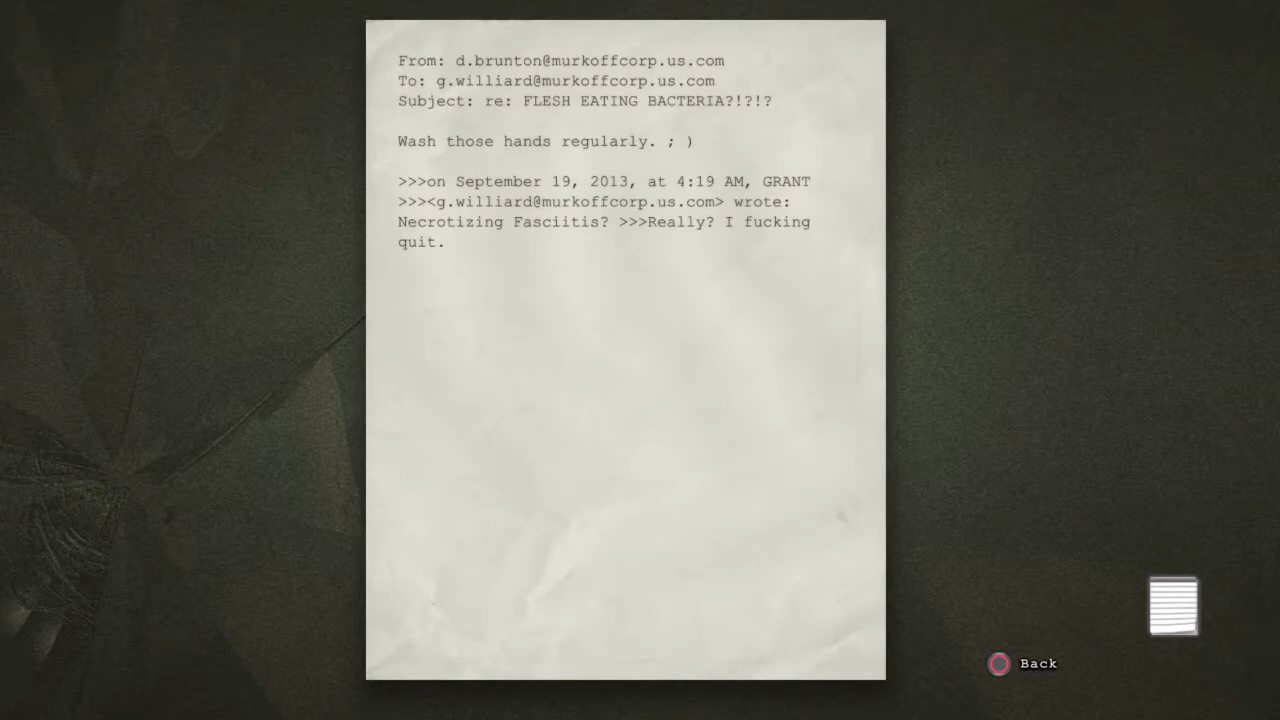 From: d.brunton@murkoffcorp.us.com
To: g.williard@murkoffcorp.us.com
Subject: re: FLESH EATING BACTERIA?!?!?
Wash those hands regularly. ; )
>>>on September 19, 2013, at 4:19 AM, GRANT
>>><g.williard@murkoffcorp.us.com> wrote:
Necrotizing Fasciitis? >>>Really? I fucking
quit.
Back